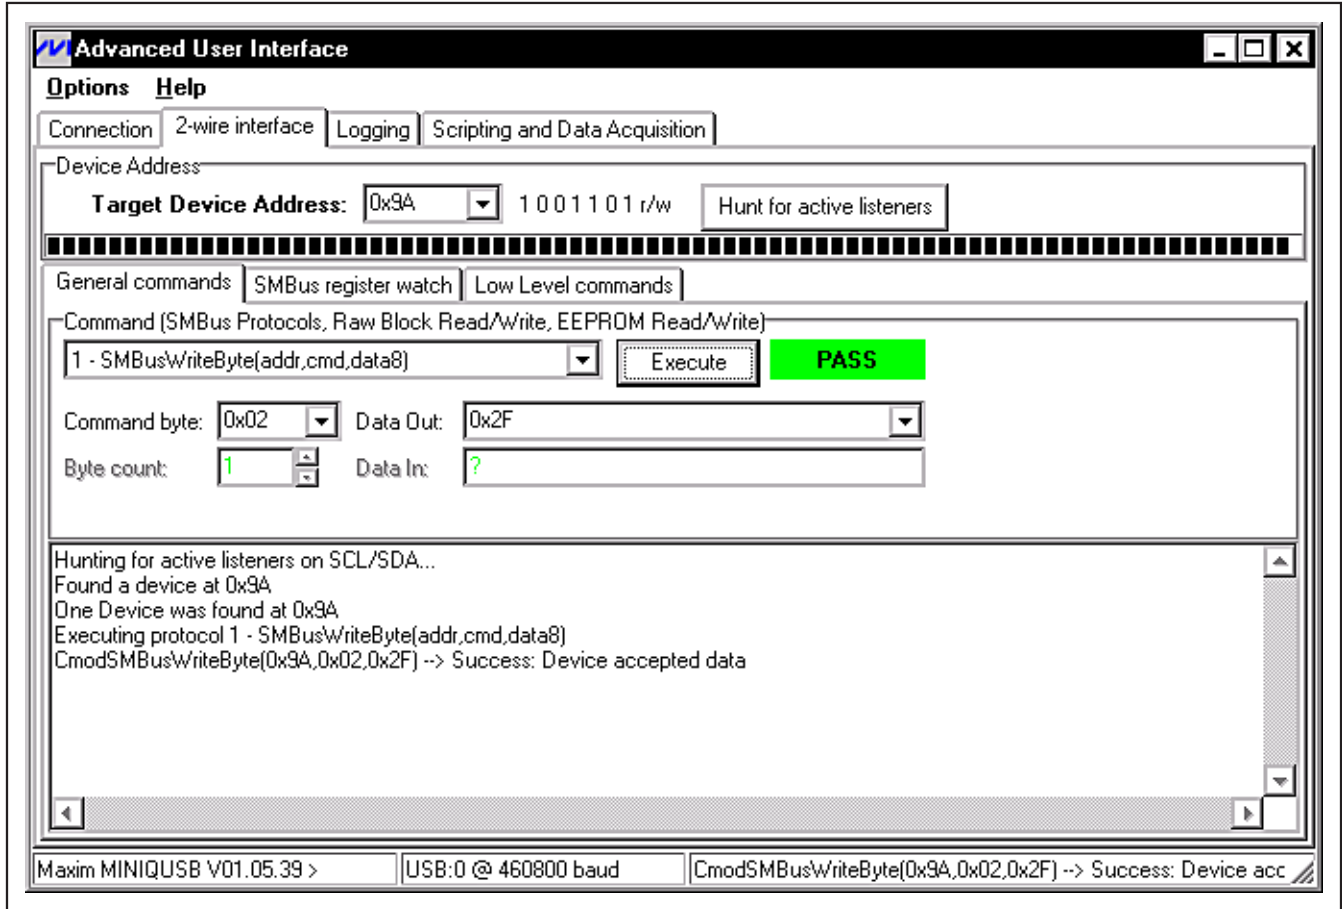 Advanced User Interface
Options Help
Connection 2-wire interface Logging Scripting and Data Acquisition
Device Address
Target Device Address: 0x9A 1 0 0 1 1 0 1 r/w Hunt for active listeners
General commands SMBus register watch Low Level commands
Command (SMBus Protocols, Raw Block Read/Write, EEPROM Read/Write)
1 - SMBusWriteByte(addr,cmd,data8) Execute PASS
Command byte: 0x02 Data Out: 0x2F
Byte count: 1 Data In: ?
Hunting for active listeners on SCL/SDA...
Found a device at 0x9A
One Device was found at 0x9A
Executing protocol 1 - SMBusWriteByte(addr,cmd,data8)
CmodSMBusWriteByte(0x9A,0x02,0x2F) --> Success: Device accepted data
Maxim MINIQUSB V01.05.39 > USB:0 @ 460800 baud CmodSMBusWriteByte(0x9A,0x02,0x2F) --> Success: Device acc